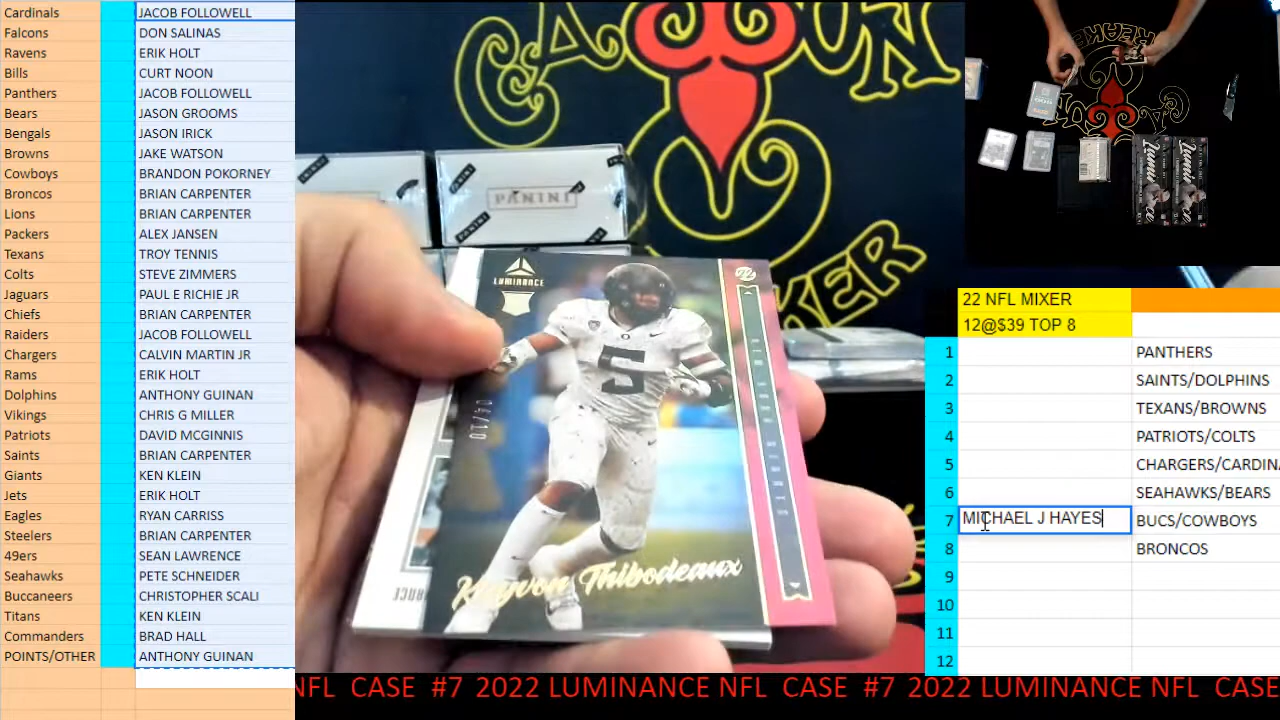 Cardinals JACOB FOLLOWELL
Falcons DON SALINAS
Ravens ERIK HOLT
Bills CURT NOON
Panthers JACOB FOLLOWELL
Bears JASON GROOMS
Bengals JASON IRICK
Browns JAKE WATSON
Cowboys BRANDON POKORNEY
Broncos BRIAN CARPENTER
Lions BRIAN CARPENTER
Packers ALEX JANSEN
Texans TROY TENNIS
Colts STEVE ZIMMERS
Jaguars PAUL E RICHIE JR
Chiefs BRIAN CARPENTER
Raiders JACOB FOLLOWELL
Chargers CALVIN MARTIN JR
Rams ERIK HOLT
Dolphins ANTHONY GUINAN
Vikings CHRIS G MILLER
Patriots DAVID MCGINNIS
Saints BRIAN CARPENTER
Giants KEN KLEIN
Jets ERIK HOLT
Eagles RYAN CARRISS
Steelers BRIAN CARPENTER
49ers SEAN LAWRENCE
Seahawks PETE SCHNEIDER
Buccaneers CHRISTOPHER SCALI
Titans KEN KLEIN
Commanders BRAD HALL
POINTS/OTHER ANTHONY GUINAN
PANINI
LUMINANCE
5
04/10
Kayvon Thibodeaux
22 NFL MIXER
12@$39 TOP 8
1 PANTHERS
2 SAINTS/DOLPHINS
3 TEXANS/BROWNS
4 PATRIOTS/COLTS
5 CHARGERS/CARDINA
6 SEAHAWKS/BEARS
7 MICHAEL J HAYES BUCS/COWBOYS
8 BRONCOS
9
10
11
12
NFL CASE #7 2022 LUMINANCE NFL CASE #7 2022 LUMINANCE NFL CASE